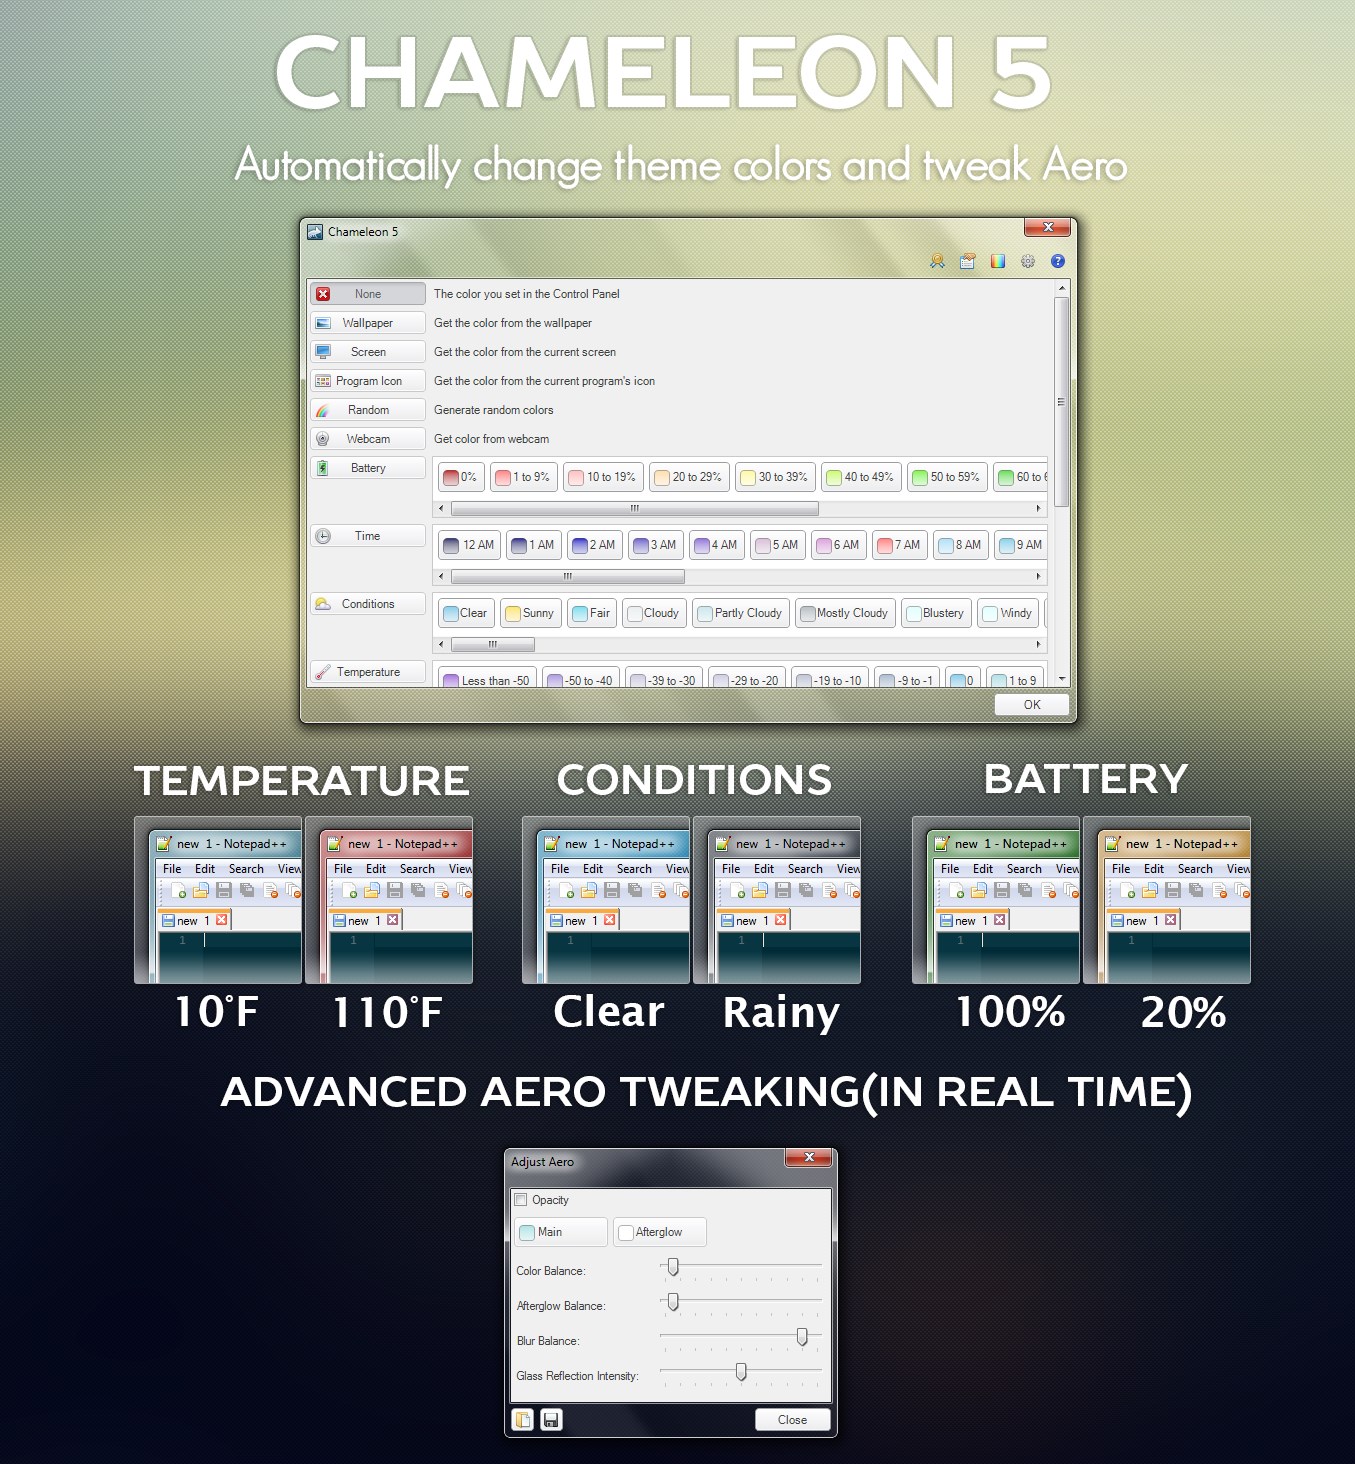 CHAMELEON 5
Automatically change theme colors and tweak Aero
Chameleon 5
None The color you set in the Control Panel
Wallpaper Get the color from the wallpaper
Screen Get the color from the current screen
Program Icon Get the color from the current program's icon
Random Generate random colors
Webcam Get color from webcam
Battery 0% 1 to 9% 10 to 19% 20 to 29% 30 to 39% 40 to 49% 50 to 59% 60 to
Time 12 AM 1 AM 2 AM 3 AM 4 AM 5 AM 6 AM 7 AM 8 AM 9 AM
Conditions Clear Sunny Fair Cloudy Partly Cloudy Mostly Cloudy Blustery Windy
Temperature Less than -50 -50 to -40 -39 to -30 -29 to -20 -19 to -10 -9 to -1 0 1 to 9
OK
TEMPERATURE CONDITIONS BATTERY
new 1 - Notepad++ new 1 - Notepad++ new 1 - Notepad++ new 1 - Notepad++ new 1 - Notepad++ new 1 - Notepad++
File Edit Search View File Edit Search View File Edit Search View File Edit Search View File Edit Search View File Edit Search View
new 1 new 1 new 1 new 1 new 1 new 1
1 1 1 1 1 1
10°F 110°F Clear Rainy 100% 20%
ADVANCED AERO TWEAKING(IN REAL TIME)
Adjust Aero
Opacity
Main Afterglow
Color Balance:
Afterglow Balance:
Blur Balance:
Glass Reflection Intensity:
Close